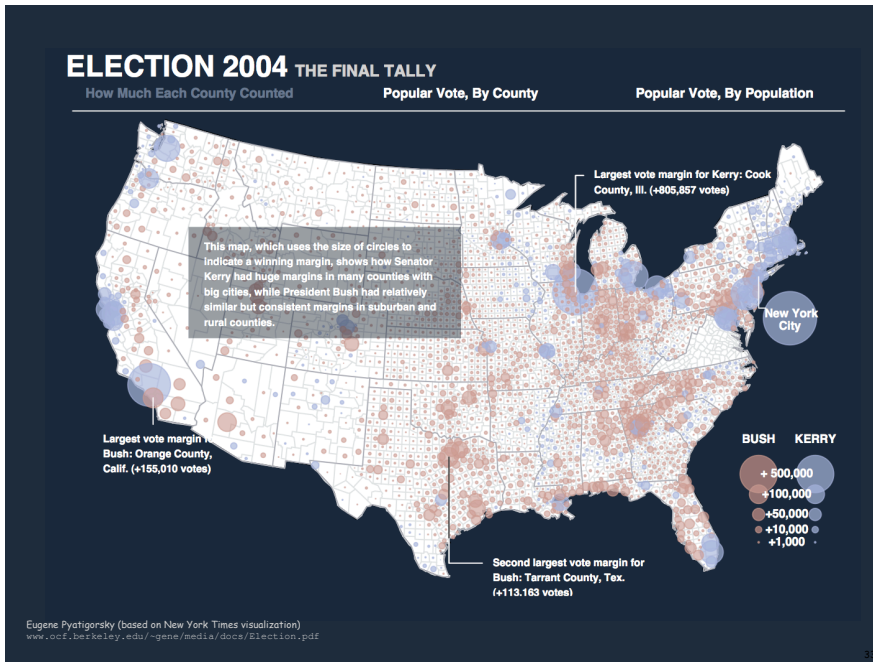 ELECTION 2004 THE FINAL TALLY
How Much Each County Counted Popular Vote, By County Popular Vote, By Population
Largest vote margin for Kerry: Cook
County, Ill. (+805,857 votes)
This map, which uses the size of circles to
indicate a winning margin, shows how Senator
Kerry had huge margins in many counties with
big cities, while President Bush had relatively
similar but consistent margins in suburban and
rural counties.
New York
City
Largest vote margin
Bush: Orange County,
Calif. (+155,010 votes)
BUSH KERRY
+ 500,000
+100,000
+50,000
+10,000
+1,000
Second largest vote margin for
Bush: Tarrant County, Tex.
(+113.163 votes)
Eugene Pyatigorsky (based on New York Times visualization)
www.ocf.berkeley.edu/~gene/media/docs/Election.pdf